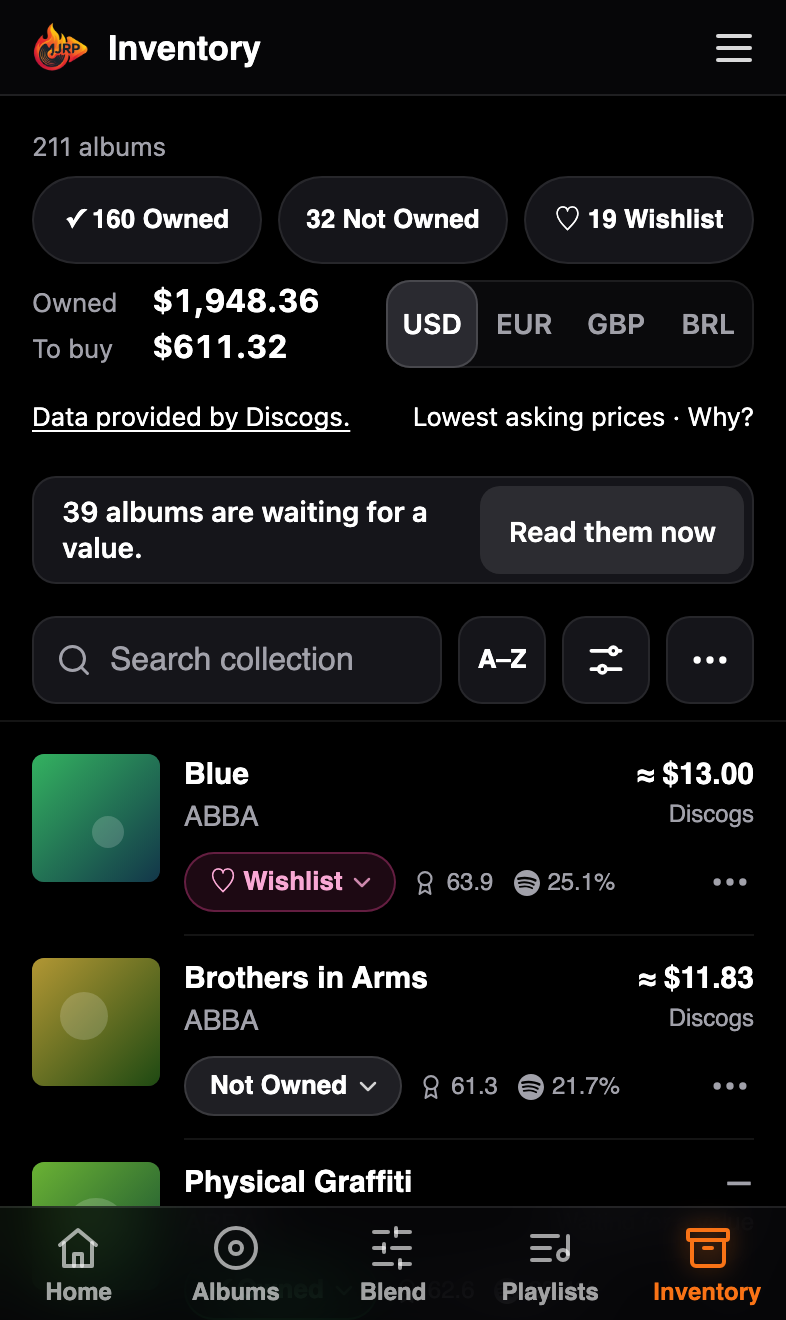 MJRP
Inventory
211 albums
✓ 160 Owned
32 Not Owned
♡ 19 Wishlist
Owned $1,948.36
To buy $611.32
USD EUR GBP BRL
Data provided by Discogs.
Lowest asking prices · Why?
39 albums are waiting for a
value.
Read them now
Search collection
A–Z
Blue
≈ $13.00
ABBA
Discogs
♡ Wishlist
63.9
25.1%
Brothers in Arms
≈ $11.83
ABBA
Discogs
Not Owned
61.3
21.7%
Physical Graffiti
—
Home
Albums
Blend
Playlists
Inventory